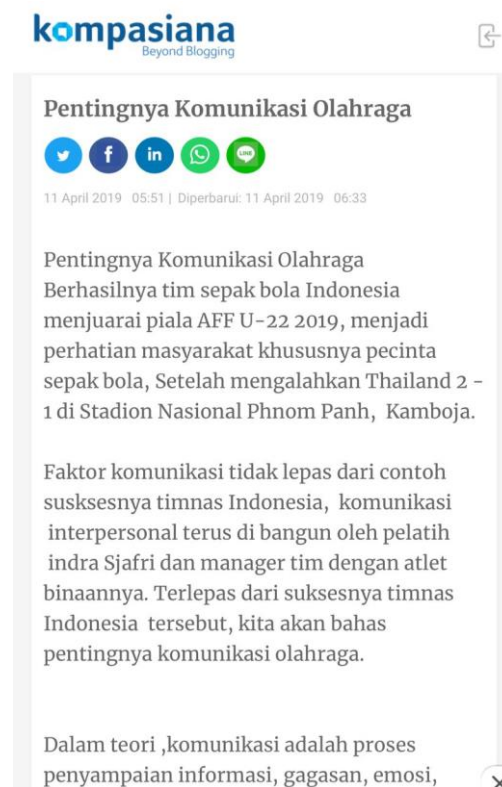 kompasiana
Beyond Blogging
Pentingnya Komunikasi Olahraga
LINE
11 April 2019 05:51 | Diperbarui: 11 April 2019 06:33
Pentingnya Komunikasi Olahraga
Berhasilnya tim sepak bola Indonesia
menjuarai piala AFF U-22 2019, menjadi
perhatian masyarakat khususnya pecinta
sepak bola, Setelah mengalahkan Thailand 2 -
1 di Stadion Nasional Phnom Panh, Kamboja.
Faktor komunikasi tidak lepas dari contoh
susksesnya timnas Indonesia, komunikasi
interpersonal terus di bangun oleh pelatih
indra Sjafri dan manager tim dengan atlet
binaannya. Terlepas dari suksesnya timnas
Indonesia tersebut, kita akan bahas
pentingnya komunikasi olahraga.
Dalam teori ,komunikasi adalah proses
penyampaian informasi, gagasan, emosi,